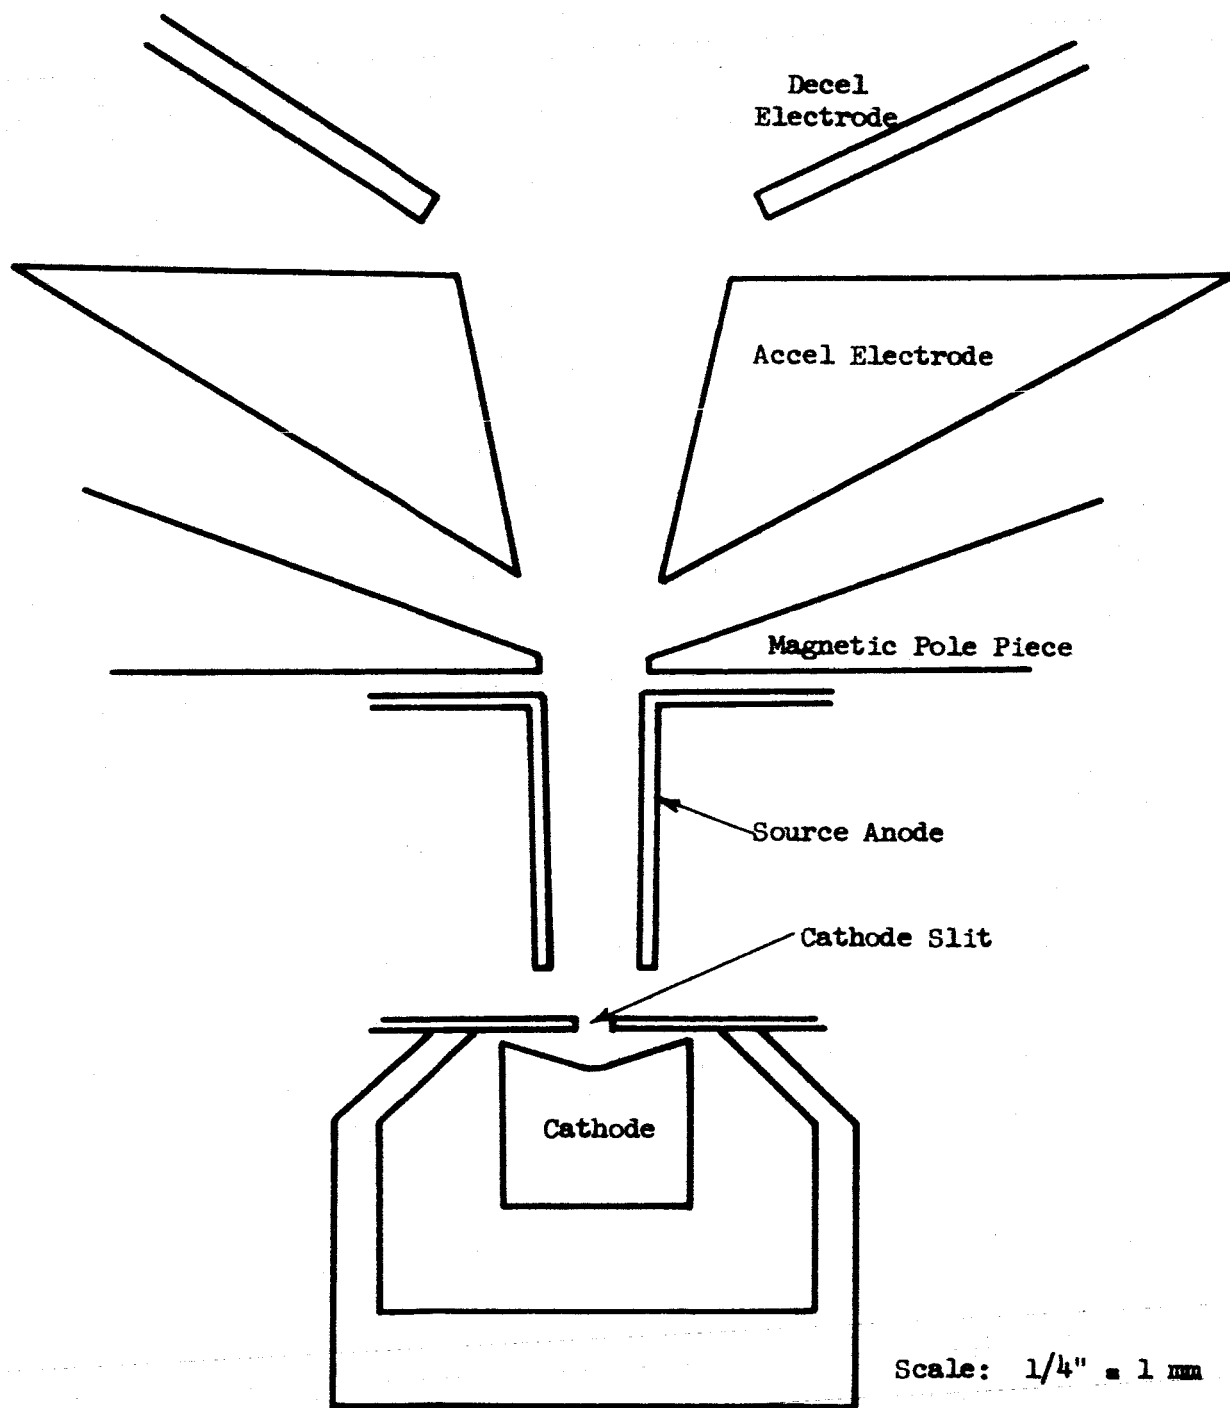 Decel
Electrode
Accel Electrode
Magnetic Pole Piece
Source Anode
Cathode Slit
Cathode
Scale: 1/4" = 1 mm